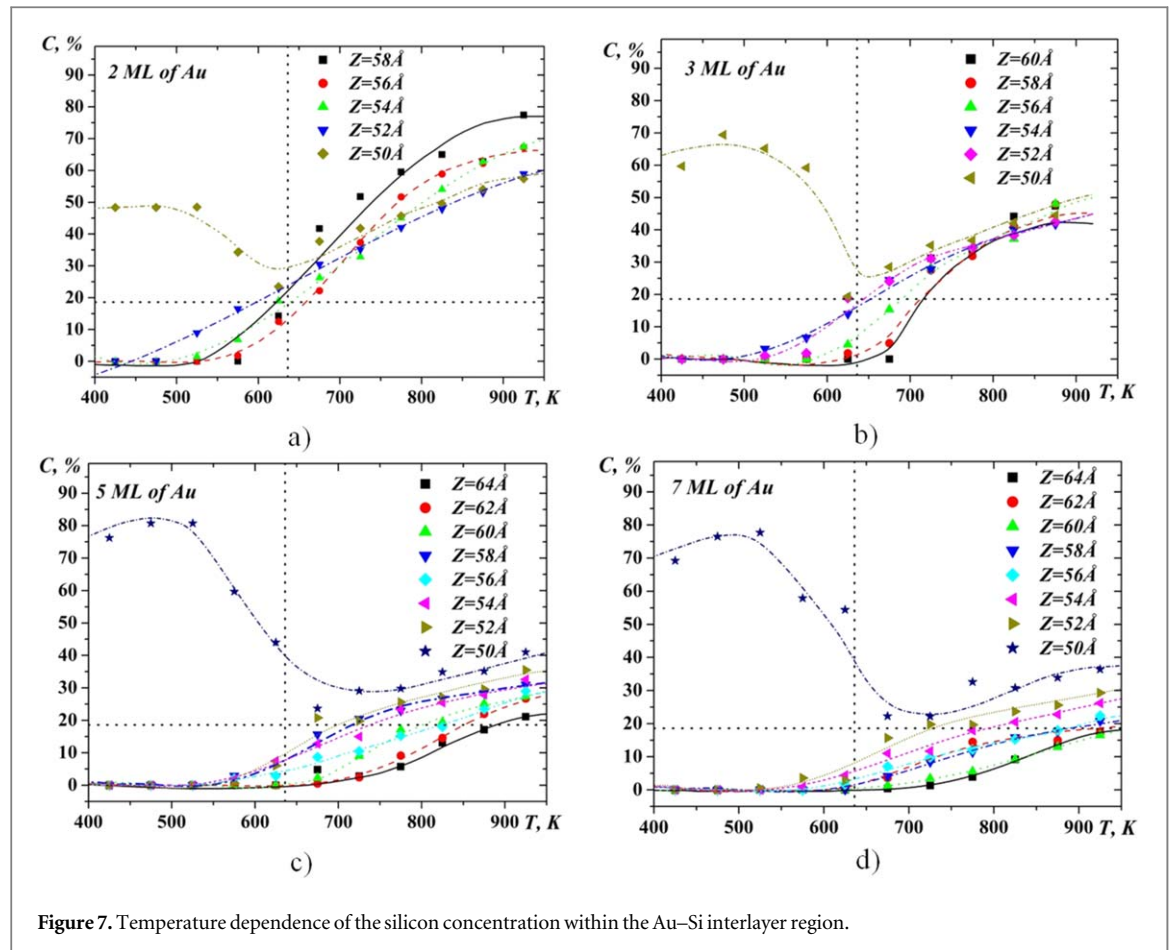 C, %
2 ML of Au
Z=58Å
Z=56Å
Z=54Å
Z=52Å
Z=50Å
90
80
70
60
50
40
30
20
10
0
400 500 600 700 800 900 T, K
a)
C, %
3 ML of Au
Z=60Å
Z=58Å
Z=56Å
Z=54Å
Z=52Å
Z=50Å
90
80
70
60
50
40
30
20
10
0
400 500 600 700 800 900 T, K
b)
C, %
5 ML of Au
Z=64Å
Z=62Å
Z=60Å
Z=58Å
Z=56Å
Z=54Å
Z=52Å
Z=50Å
90
80
70
60
50
40
30
20
10
0
400 500 600 700 800 900 T, K
c)
C, %
7 ML of Au
Z=64Å
Z=62Å
Z=60Å
Z=58Å
Z=56Å
Z=54Å
Z=52Å
Z=50Å
90
80
70
60
50
40
30
20
10
0
400 500 600 700 800 900 T, K
d)
Figure 7. Temperature dependence of the silicon concentration within the Au–Si interlayer region.